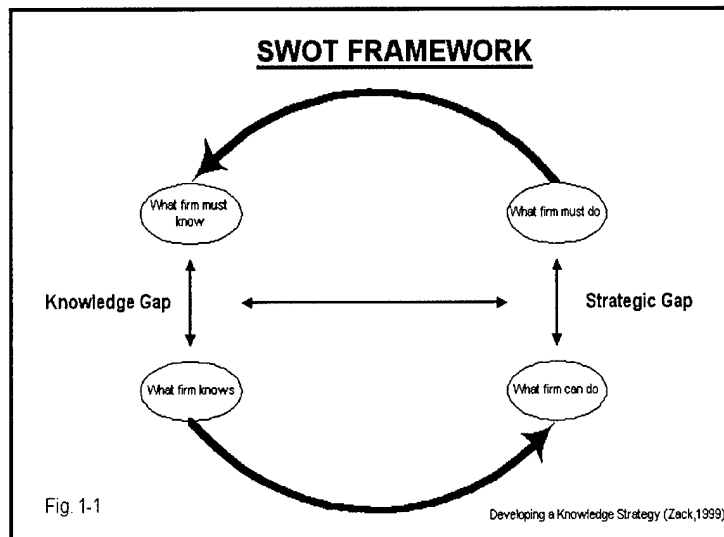 SWOT FRAMEWORK
What firm must
know
What firm must do
Knowledge Gap
Strategic Gap
What firm knows
What firm can do
Fig. 1-1
Developing a Knowledge Strategy (Zack,1999)